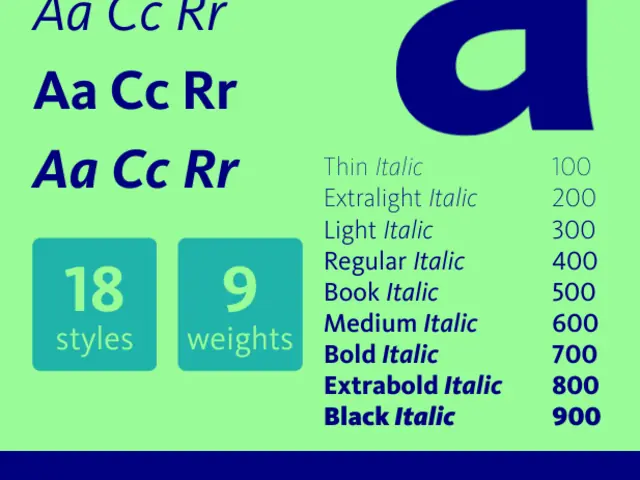 Aa Cc Rr
Aa Cc Rr
Aa Cc Rr
a
Thin Italic 100
Extralight Italic 200
Light Italic 300
Regular Italic 400
Book Italic 500
Medium Italic 600
Bold Italic 700
Extrabold Italic 800
Black Italic 900
18 styles
9 weights